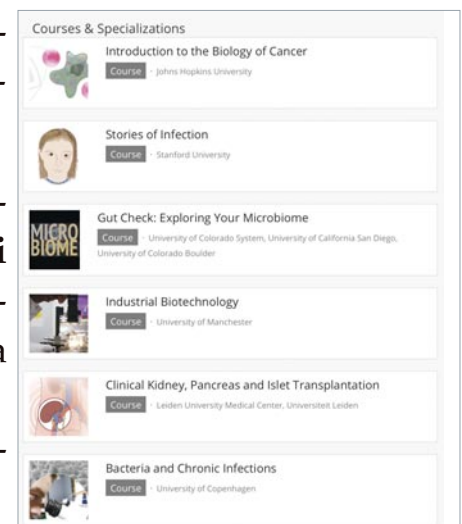 -
-
-
i
-
a
-
Courses & Specializations
Introduction to the Biology of Cancer
Course · Johns Hopkins University
Stories of Infection
Course · Stanford University
MICRO
BIOME
Gut Check: Exploring Your Microbiome
Course · University of Colorado System, University of California San Diego,
University of Colorado Boulder
Industrial Biotechnology
Course · University of Manchester
Clinical Kidney, Pancreas and Islet Transplantation
Course · Leiden University Medical Center, Universiteit Leiden
Bacteria and Chronic Infections
Course · University of Copenhagen